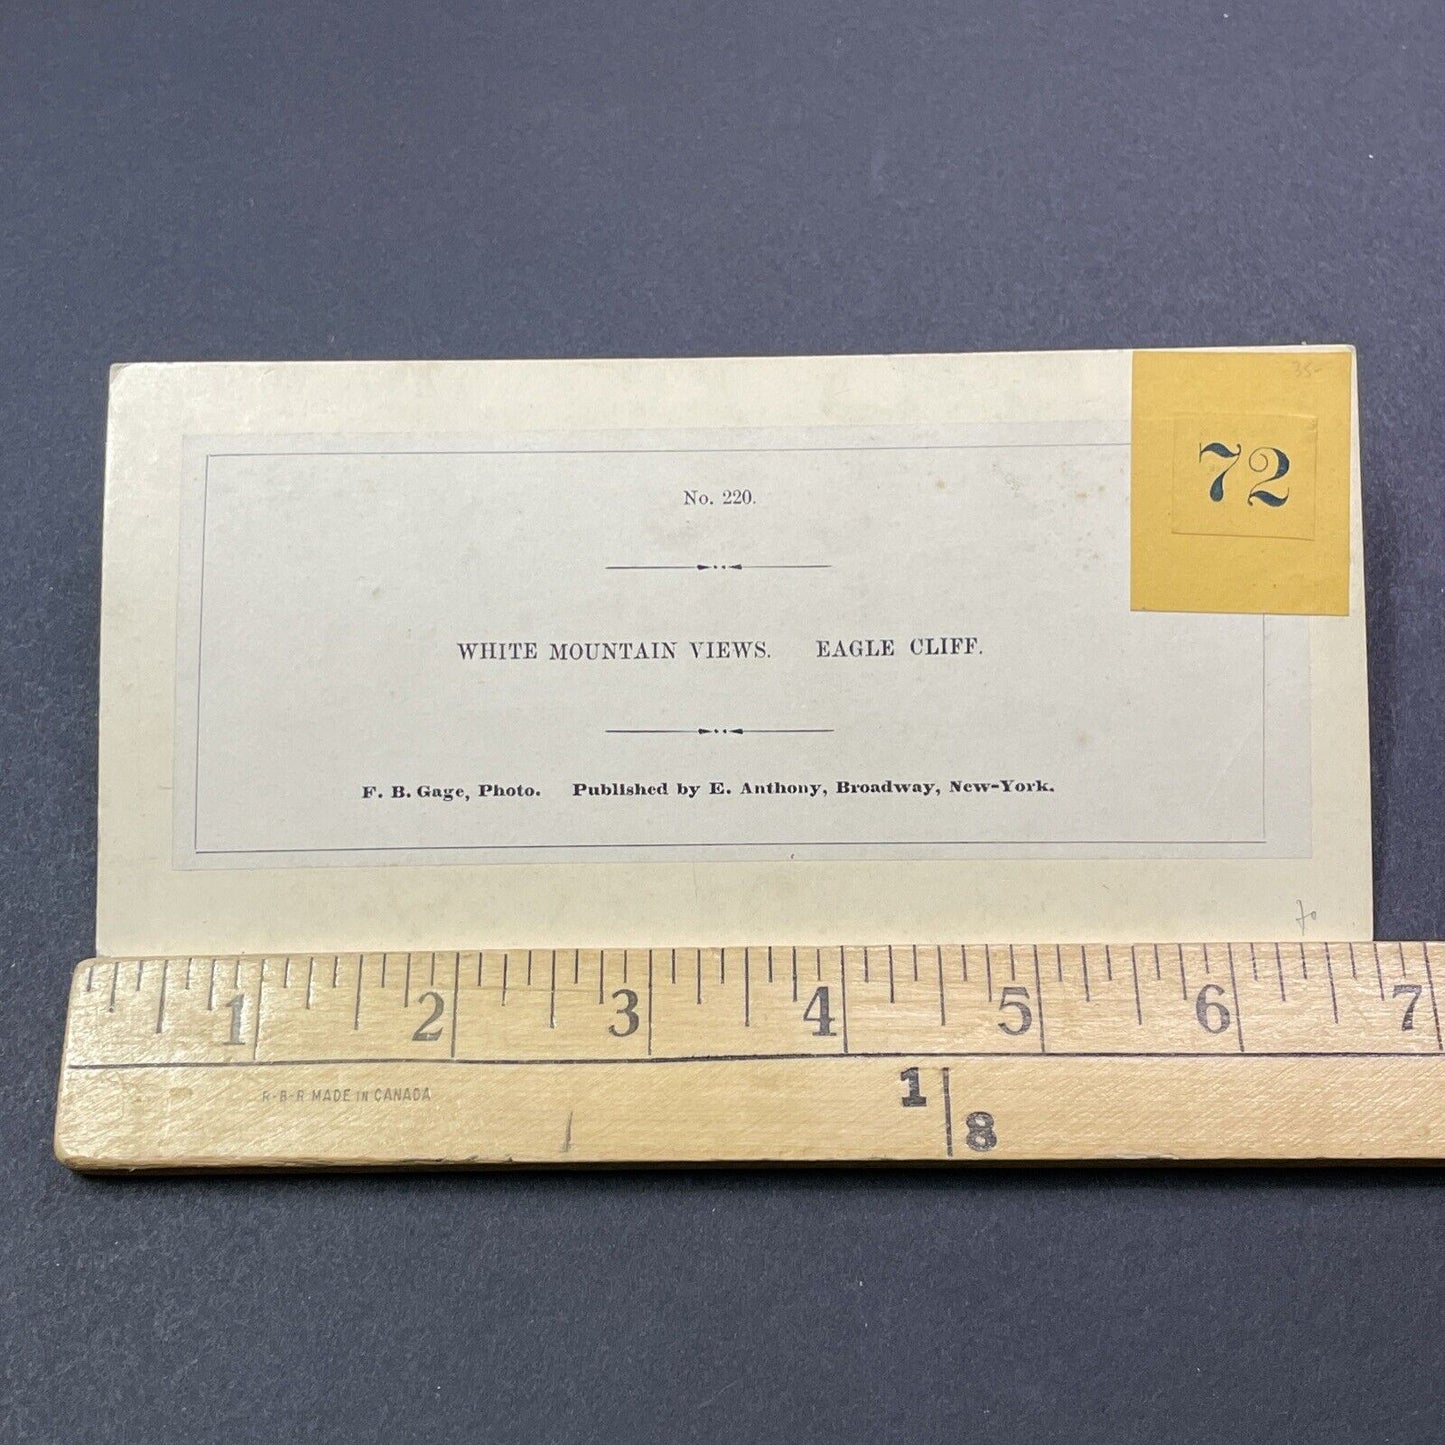 35-
72
No. 220.
WHITE MOUNTAIN VIEWS. EAGLE CLIFF.
F. B. Gage, Photo. Published by E. Anthony, Broadway, New-York.
1 2 3 4 5 6 7
R-B-R MADE IN CANADA
1
8